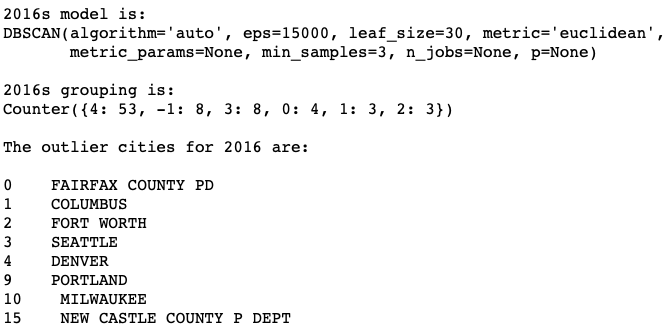 2016s model is:
DBSCAN(algorithm='auto', eps=15000, leaf_size=30, metric='euclidean',
metric_params=None, min_samples=3, n_jobs=None, p=None)
2016s grouping is:
Counter({4: 53, -1: 8, 3: 8, 0: 4, 1: 3, 2: 3})
The outlier cities for 2016 are:
0 FAIRFAX COUNTY PD
1 COLUMBUS
2 FORT WORTH
3 SEATTLE
4 DENVER
9 PORTLAND
10 MILWAUKEE
15 NEW CASTLE COUNTY P DEPT